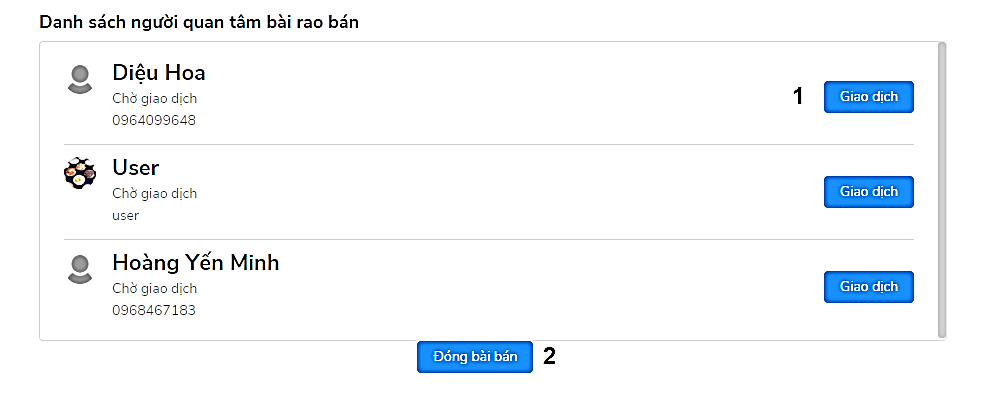 Danh sách người quan tâm bài rao bán
Diệu Hoa
Chờ giao dịch
0964099648
1 Giao dịch
User
Chờ giao dịch
user
Giao dịch
Hoàng Yến Minh
Chờ giao dịch
0968467183
Giao dịch
Đóng bài bán 2